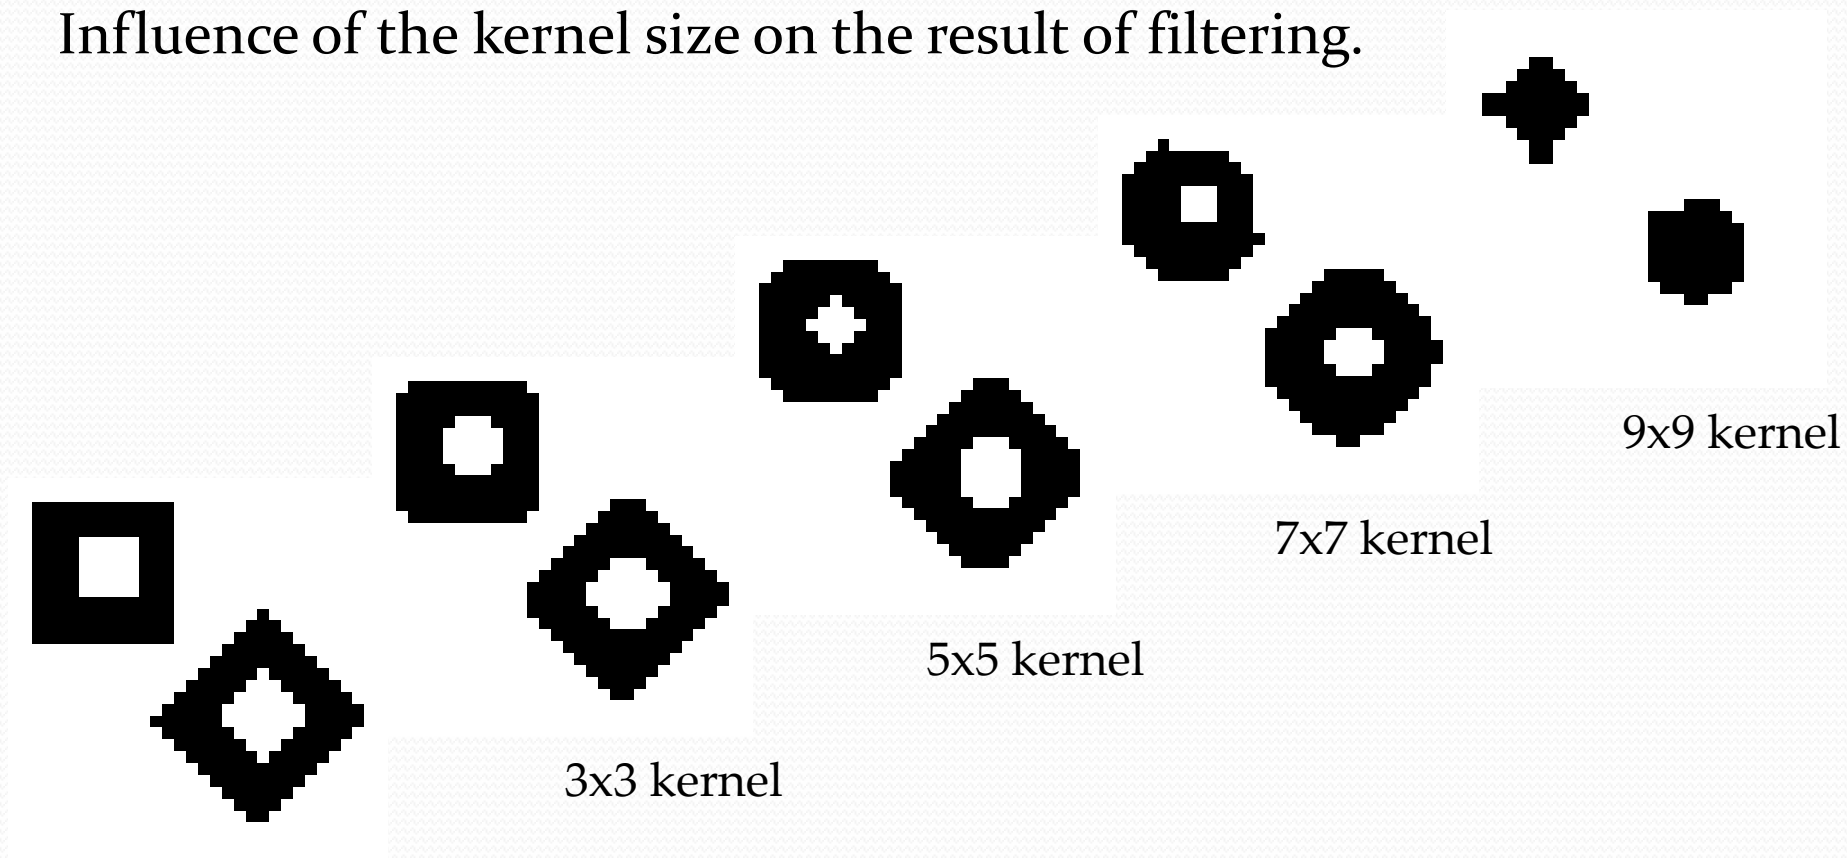 Influence of the kernel size on the result of filtering.
9x9 kernel
7x7 kernel
5x5 kernel
3x3 kernel